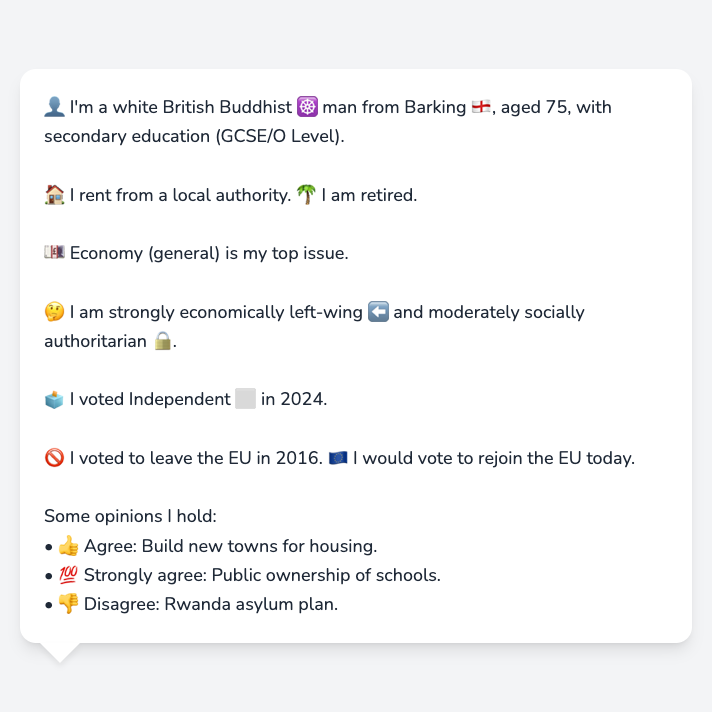 👤 I'm a white British Buddhist ☸️ man from Barking 🏴󠁧󠁢󠁥󠁮󠁧󠁿, aged 75, with
secondary education (GCSE/O Level).
🏠 I rent from a local authority. 🌴 I am retired.
💷 Economy (general) is my top issue.
🤔 I am strongly economically left-wing ⬅️ and moderately socially
authoritarian 🔒.
🗳️ I voted Independent ⬜ in 2024.
🚫 I voted to leave the EU in 2016. 🇪🇺 I would vote to rejoin the EU today.
Some opinions I hold:
• 👍 Agree: Build new towns for housing.
• 💯 Strongly agree: Public ownership of schools.
• 👎 Disagree: Rwanda asylum plan.